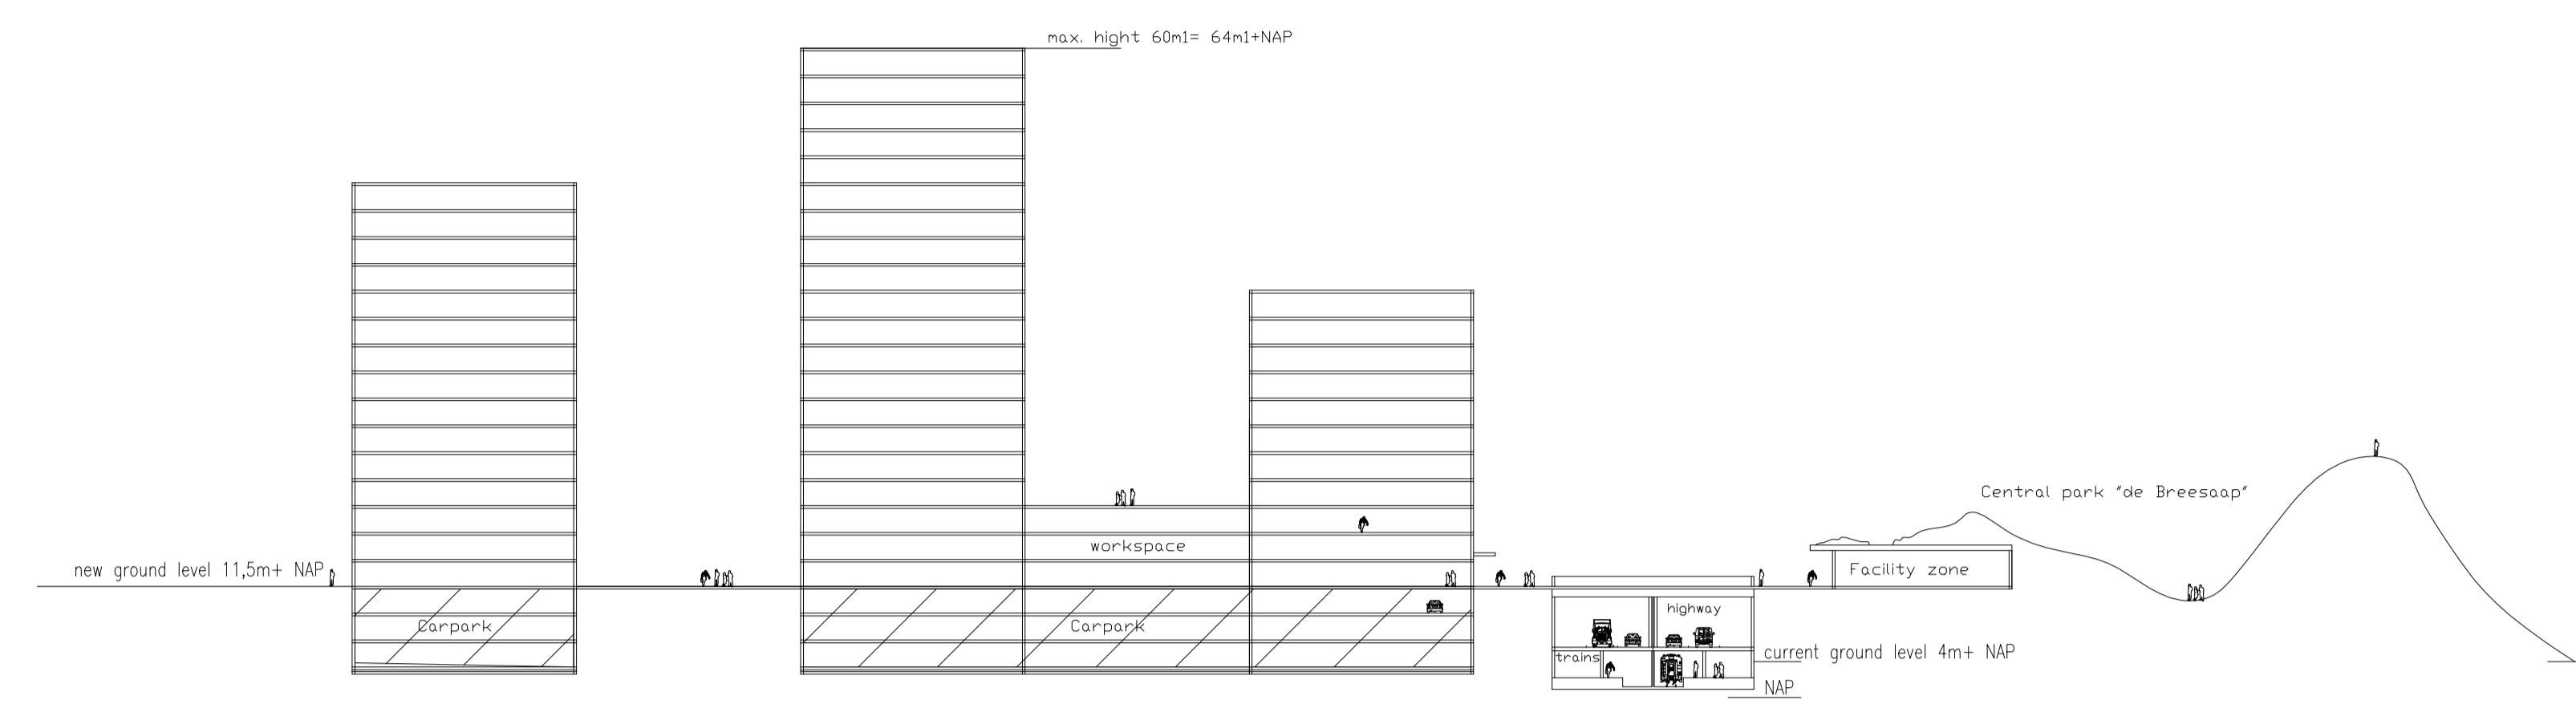 max. hight 60m1= 64m1+NAP
Central park "de Breesaap"
workspace
new ground level 11,5m+ NAP
Facility zone
highway
Carpark
Carpark
trains
current ground level 4m+ NAP
NAP